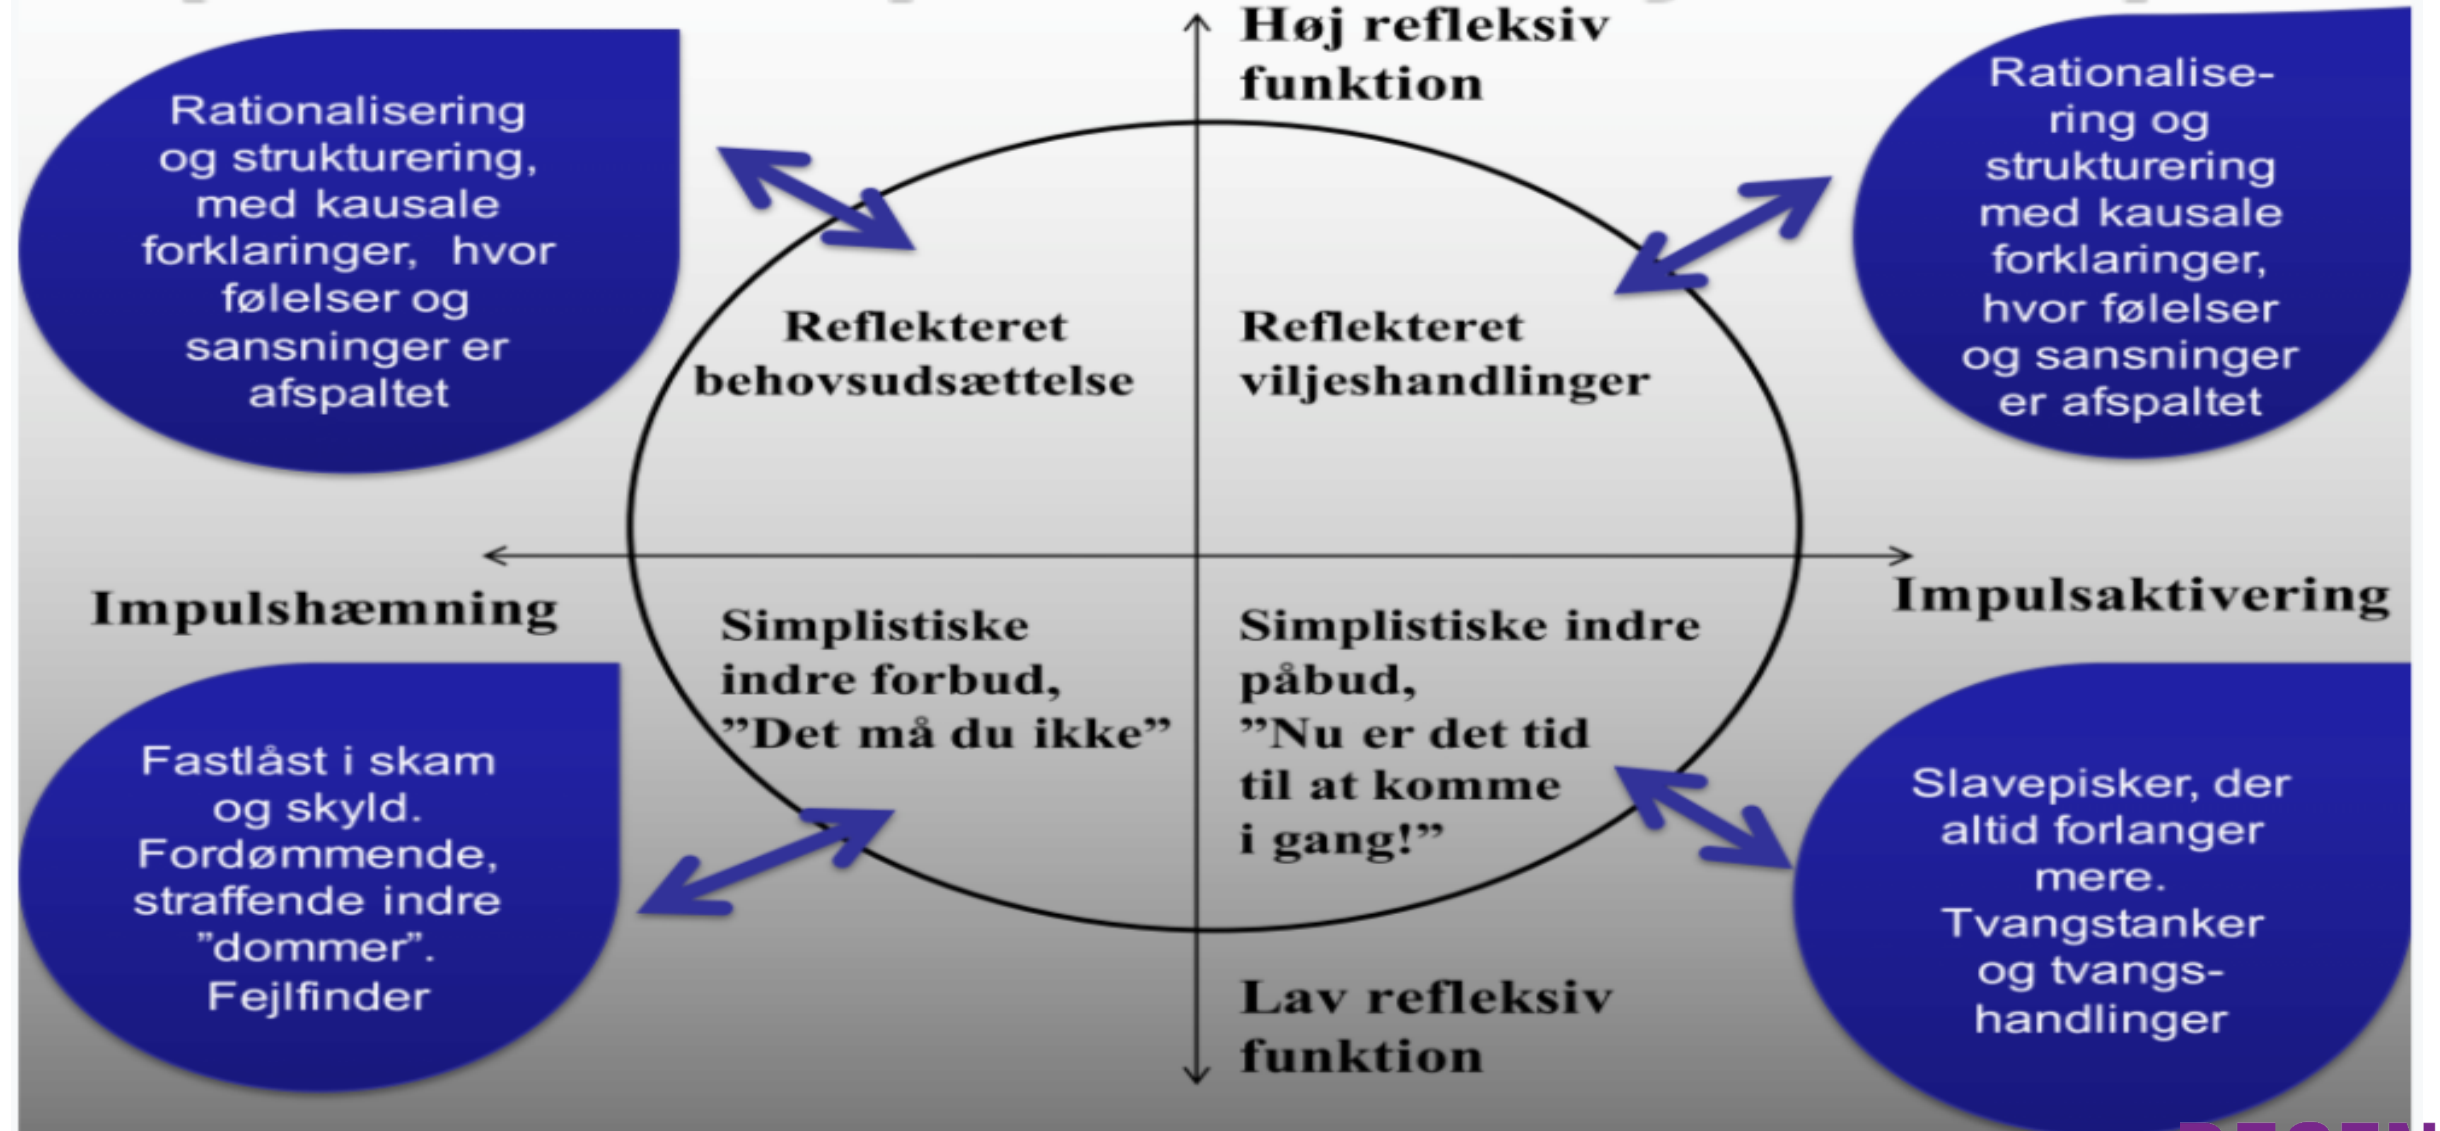 Høj refleksiv
funktion
Rationalisering
og strukturering,
med kausale
forklaringer, hvor
følelser og
sansninger er
afspaltet
Rationalise-
ring og
strukturering
med kausale
forklaringer,
hvor følelser
og sansninger
er afspaltet
Reflekteret
behovsudsættelse
Reflekteret
viljeshandlinger
Impulshæmning
Impulsaktivering
Simplistiske
indre forbud,
”Det må du ikke”
Simplistiske indre
påbud,
”Nu er det tid
til at komme
i gang!”
Fastlåst i skam
og skyld.
Fordømmende,
straffende indre
”dommer”.
Fejlfinder
Slavepisker, der
altid forlanger
mere.
Tvangstanker
og tvangs-
handlinger
Lav refleksiv
funktion